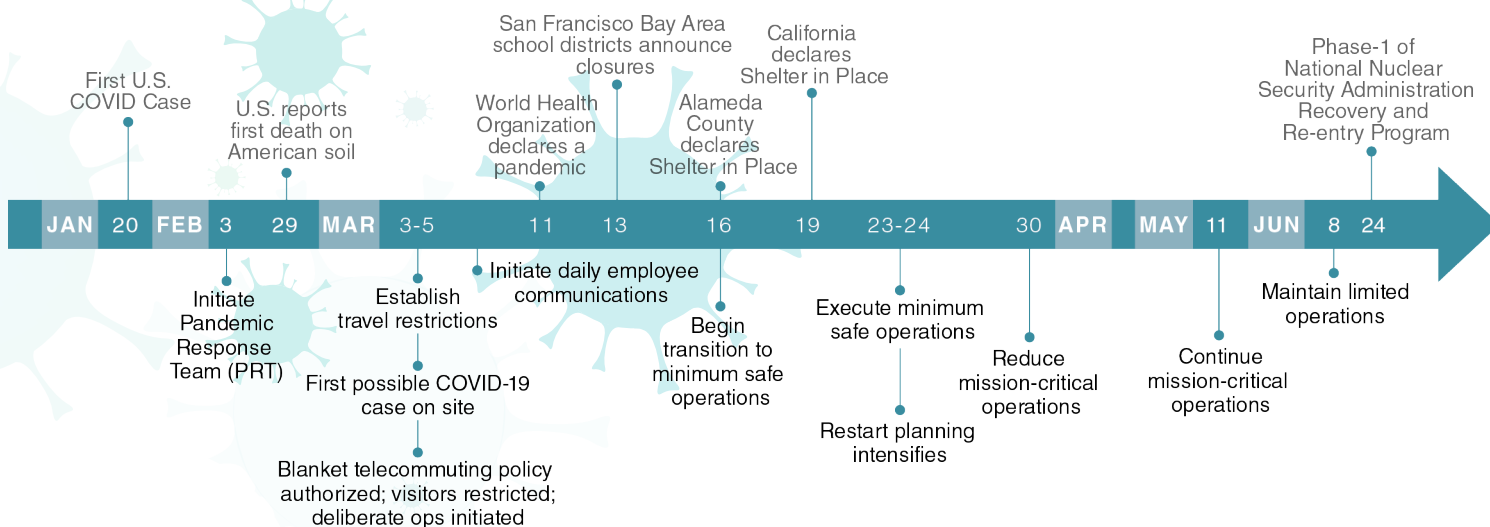 First U.S.
COVID Case
U.S. reports
first death on
American soil
World Health
Organization
declares a
pandemic
San Francisco Bay Area
school districts announce
closures
Alameda
County
declares
Shelter in Place
California
declares
Shelter in Place
Phase-1 of
National Nuclear
Security Administration
Recovery and
Re-entry Program
JAN 20 FEB 3 29 MAR 3-5 11 13 16 19 23-24 30 APR MAY 11 JUN 8 24
Initiate
Pandemic
Response
Team (PRT)
Establish
travel restrictions
First possible COVID-19
case on site
Blanket telecommuting policy
authorized; visitors restricted;
deliberate ops initiated
Initiate daily employee
communications
Begin
transition to
minimum safe
operations
Execute minimum
safe operations
Restart planning
intensifies
Reduce
mission-critical
operations
Continue
mission-critical
operations
Maintain limited
operations